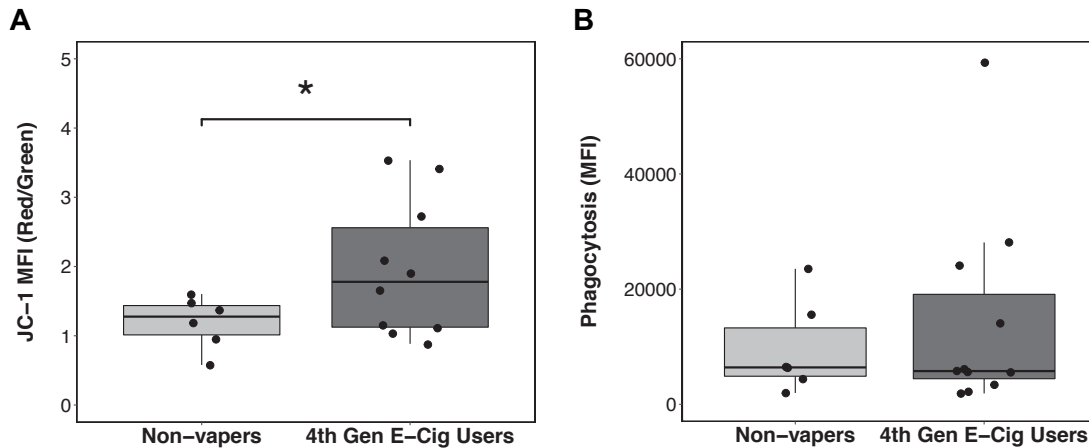 A
JC−1 MFI (Red/Green)
5
4
3
2
1
0
*
Non−vapers
4th Gen E−Cig Users
B
Phagocytosis (MFI)
60000
40000
20000
0
Non−vapers
4th Gen E−Cig Users